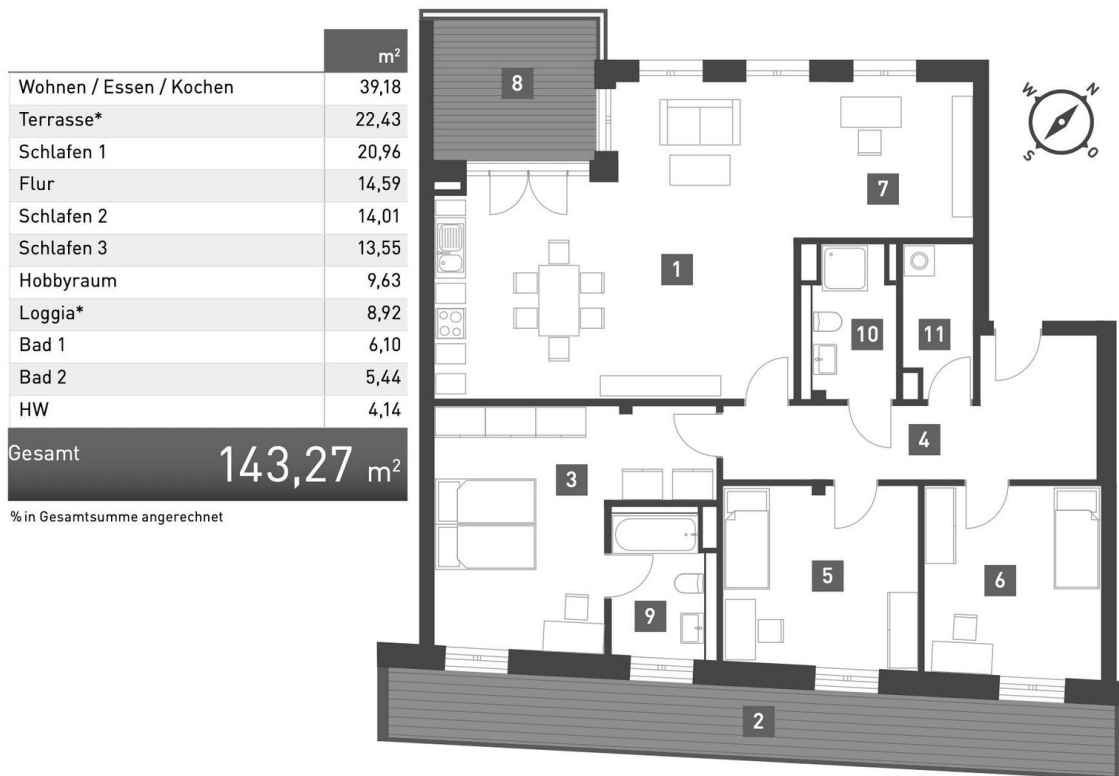 m²
Wohnen / Essen / Kochen 39,18
Terrasse* 22,43
Schlafen 1 20,96
Flur 14,59
Schlafen 2 14,01
Schlafen 3 13,55
Hobbyraum 9,63
Loggia* 8,92
Bad 1 6,10
Bad 2 5,44
HW 4,14
Gesamt 143,27 m²
% in Gesamtsumme angerechnet
8
W N
S O
7
1
10 11
4
3
5 6
9
2